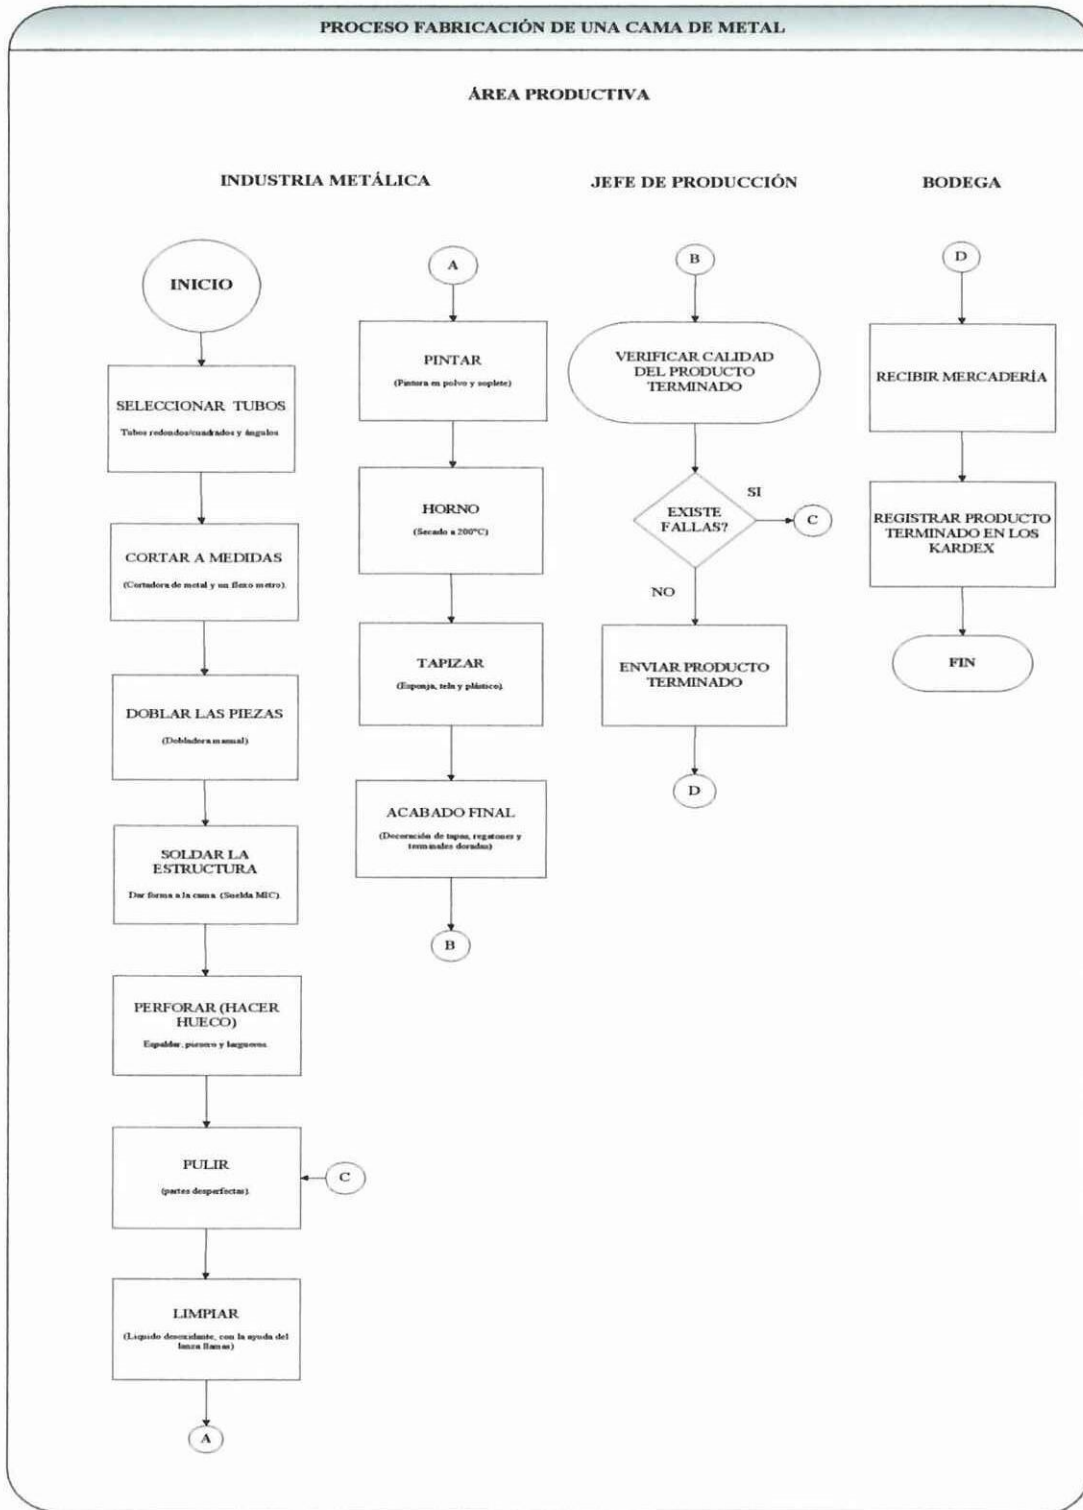 PROCESO FABRICACIÓN DE UNA CAMA DE METAL
ÁREA PRODUCTIVA
INDUSTRIA METÁLICA
JEFE DE PRODUCCIÓN
BODEGA
INICIO
SELECCIONAR TUBOS
Tubos redondos/cuadrados y ángulos
CORTAR A MEDIDAS
(Cortadora de metal y un flexo metro).
DOBLAR LAS PIEZAS
(Dobladora manual)
SOLDAR LA
ESTRUCTURA
Dar forma a la cama. (Suelda MIC).
PERFORAR (HACER
HUECO)
Espaldar, piesero y largueros.
PULIR
(partes desperfectas).
C
LIMPIAR
(Liquido desoxidante, con la ayuda del
lanza llamas)
A
A
PINTAR
(Pintura en polvo y soplete)
HORNO
(Secado a 200°C)
TAPIZAR
(Esponja, tela y plástico).
ACABADO FINAL
(Decoración de tapas, regatones y
terminales doradas)
B
B
VERIFICAR CALIDAD
DEL PRODUCTO
TERMINADO
EXISTE
FALLAS?
SI
C
NO
ENVIAR PRODUCTO
TERMINADO
D
D
RECIBIR MERCADERÍA
REGISTRAR PRODUCTO
TERMINADO EN LOS
KARDEX
FIN